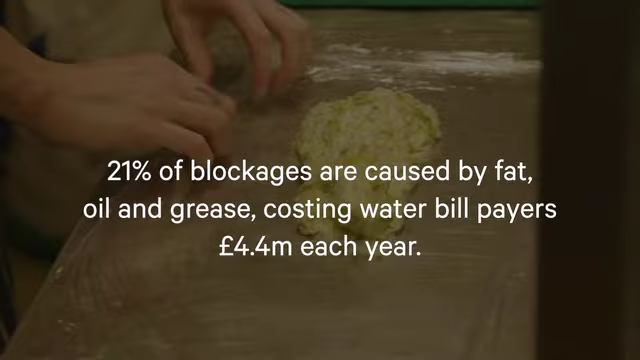 21% of blockages are caused by fat,
oil and grease, costing water bill payers
£4.4m each year.